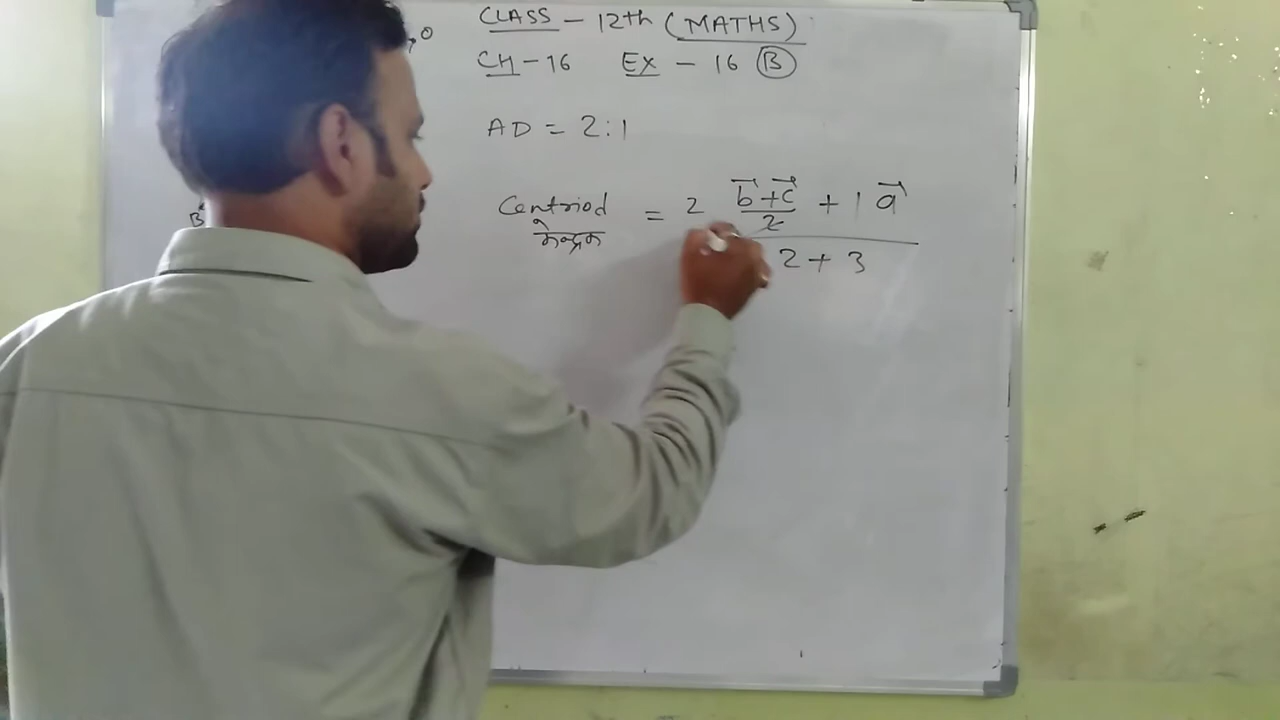 CLASS - 12th (MATHS)
CH - 16 EX - 16 (B)
AD = 2:1
Centriod = 2 (b⃗ + c⃗)/2 + 1 a⃗
केन्द्रक
2 + 3
B